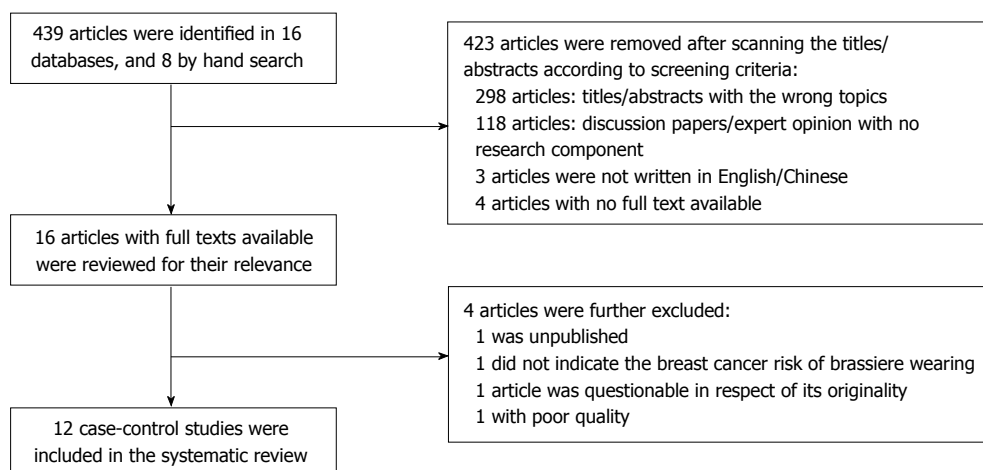 439 articles were identified in 16
databases, and 8 by hand search
423 articles were removed after scanning the titles/
abstracts according to screening criteria:
298 articles: titles/abstracts with the wrong topics
118 articles: discussion papers/expert opinion with no
research component
3 articles were not written in English/Chinese
4 articles with no full text available
16 articles with full texts available
were reviewed for their relevance
4 articles were further excluded:
1 was unpublished
1 did not indicate the breast cancer risk of brassiere wearing
1 article was questionable in respect of its originality
1 with poor quality
12 case-control studies were
included in the systematic review